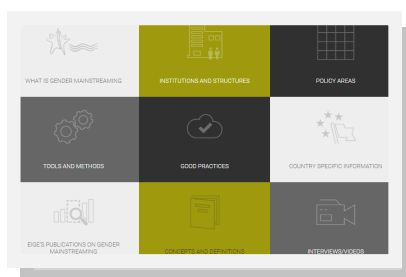 WHAT IS GENDER MAINSTREAMING
INSTITUTIONS AND STRUCTURES
POLICY AREAS
TOOLS AND METHODS
GOOD PRACTICES
COUNTRY SPECIFIC INFORMATION
EIGE'S PUBLICATIONS ON GENDER
MAINSTREAMING
CONCEPTS AND DEFINITIONS
INTERVIEWS/VIDEOS